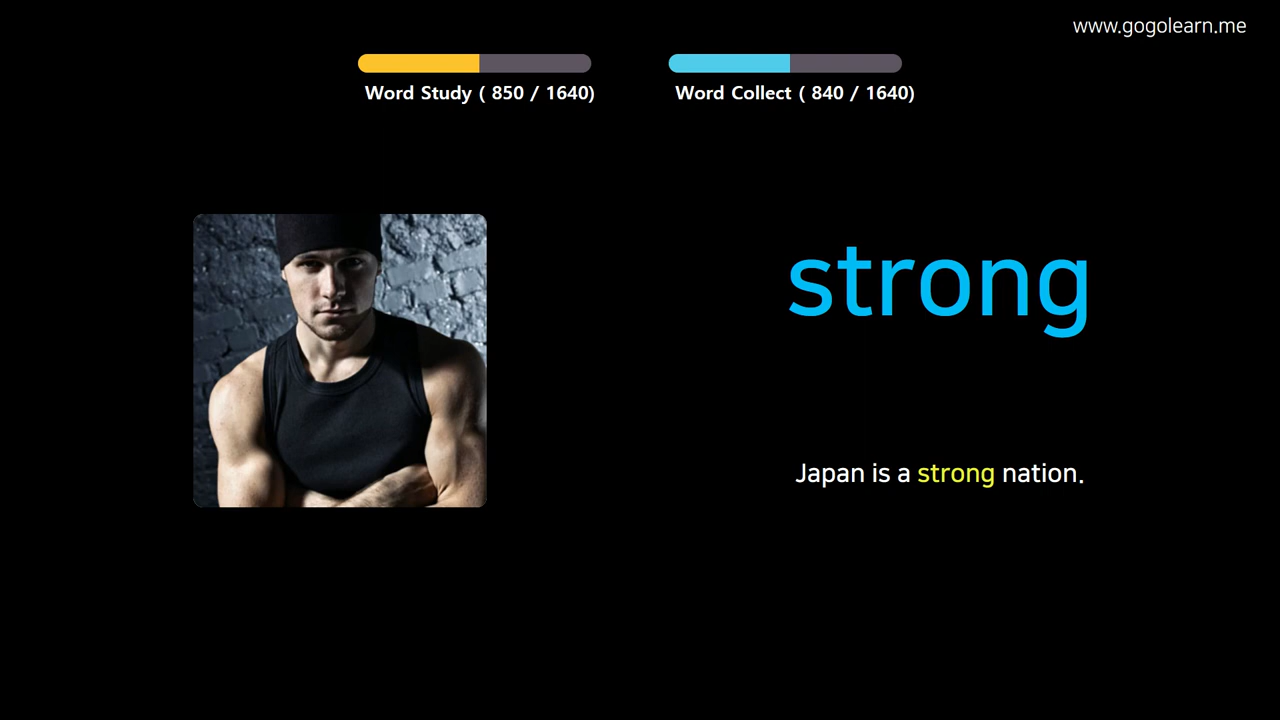 www.gogolearn.me
Word Study ( 850 / 1640)
Word Collect ( 840 / 1640)
strong
Japan is a strong nation.